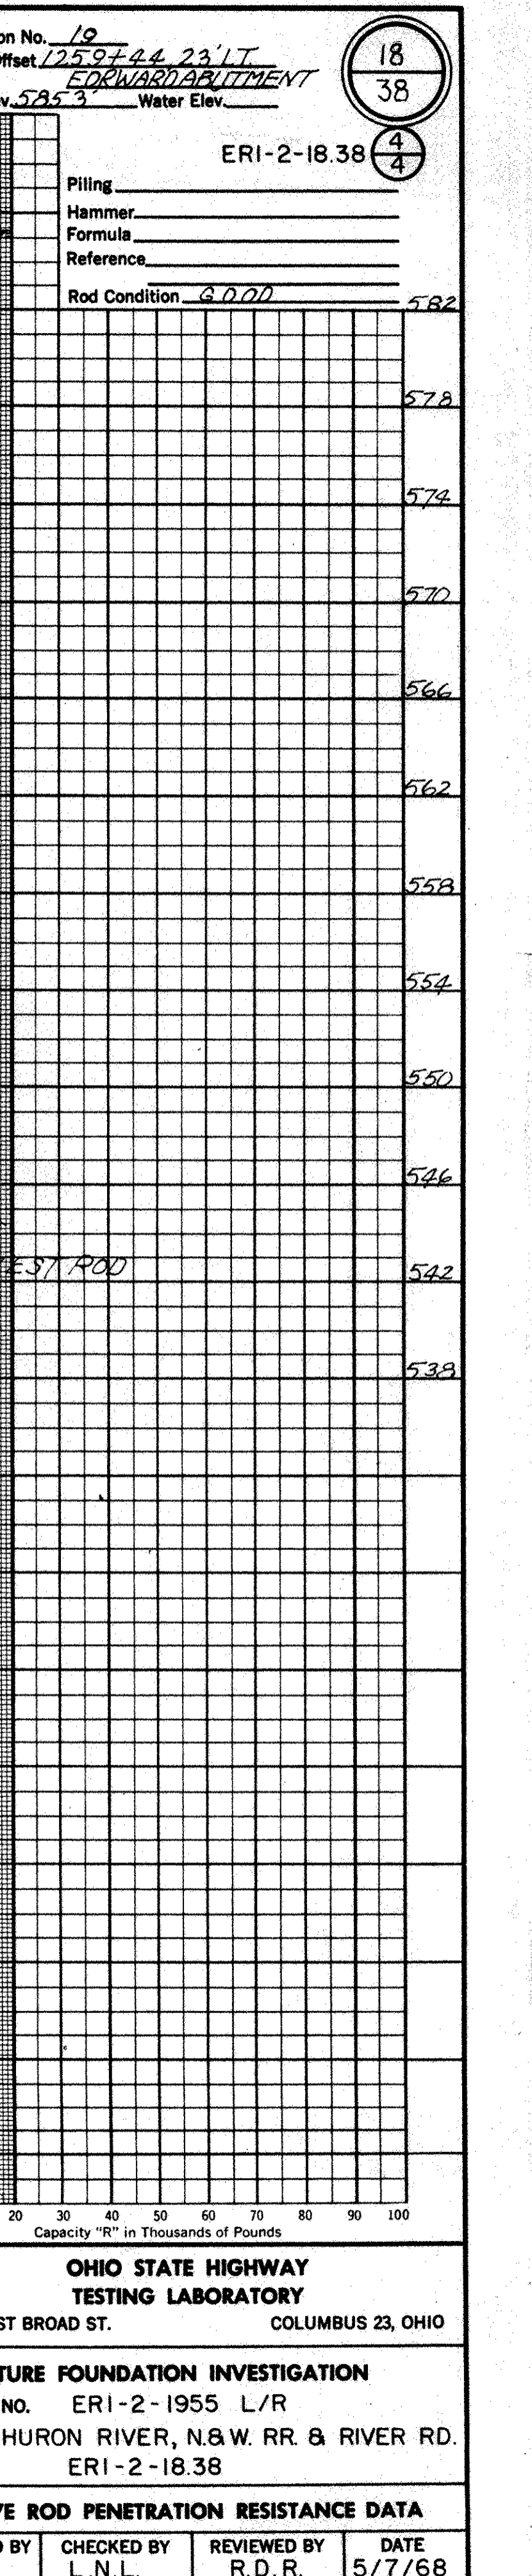 on No. 19
ffset 1259+44 23' LT.
FORWARD ABUTMENT
v. 585.3' Water Elev.
18
38
ERI-2-18.38
4
4
Piling
Hammer
Formula
Reference
Rod Condition GOOD
582
578
574
570
566
562
558
554
550
546
EST ROD
542
538
20 30 40 50 60 70 80 90 100
Capacity "R" in Thousands of Pounds
OHIO STATE HIGHWAY
TESTING LABORATORY
ST BROAD ST. COLUMBUS 23, OHIO
TURE FOUNDATION INVESTIGATION
NO. ERI-2-1955 L/R
HURON RIVER, N.&W. RR. & RIVER RD.
ERI-2-18.38
VE ROD PENETRATION RESISTANCE DATA
D BY CHECKED BY REVIEWED BY DATE
L.N.L. R.D.R. 5/7/68